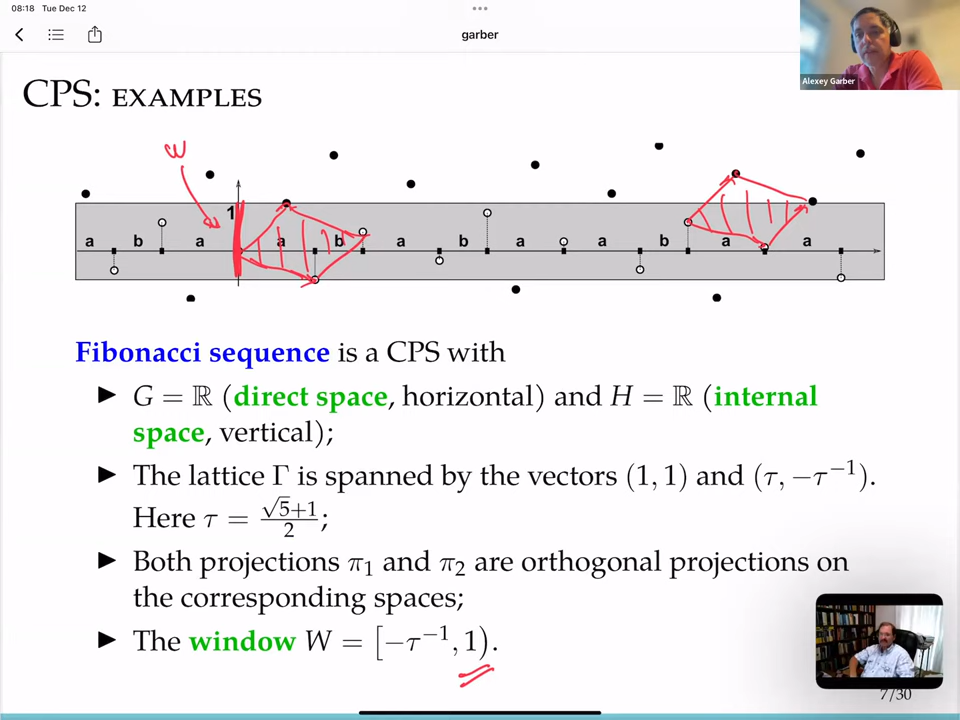 08:18 Tue Dec 12
garber
Alexey Garber
CPS: EXAMPLES
W
1
a b a a b a b a a b a a
Fibonacci sequence is a CPS with
▶ G = ℝ (direct space, horizontal) and H = ℝ (internal
space, vertical);
▶ The lattice Γ is spanned by the vectors (1, 1) and (τ, −τ⁻¹).
Here τ = (√5+1)/2;
▶ Both projections π₁ and π₂ are orthogonal projections on
the corresponding spaces;
▶ The window W = [−τ⁻¹, 1).
7/30